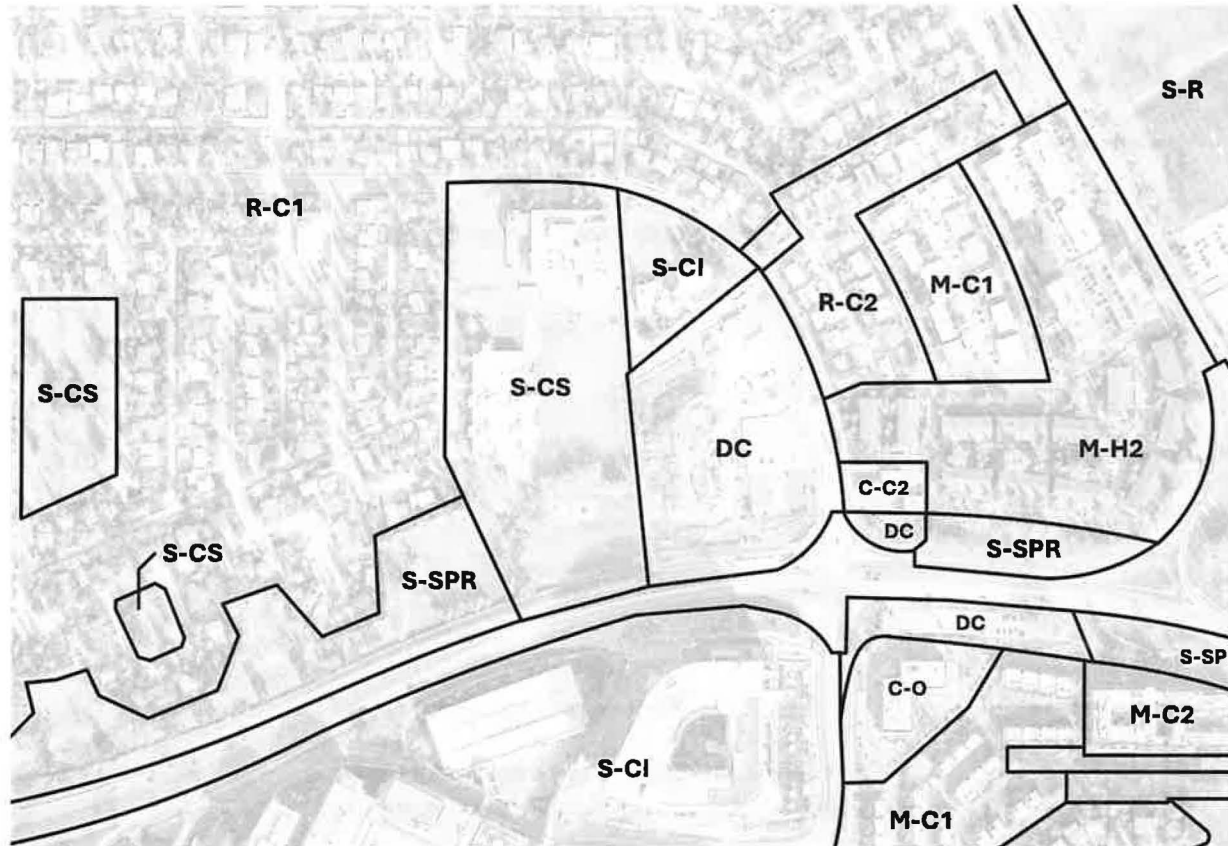 S-R
R-C1
S-CI
M-C1
R-C2
S-CS
S-CS
DC
M-H2
C-C2
DC
S-CS
S-SPR
S-SPR
DC
S-SP
C-O
M-C2
S-CI
M-C1